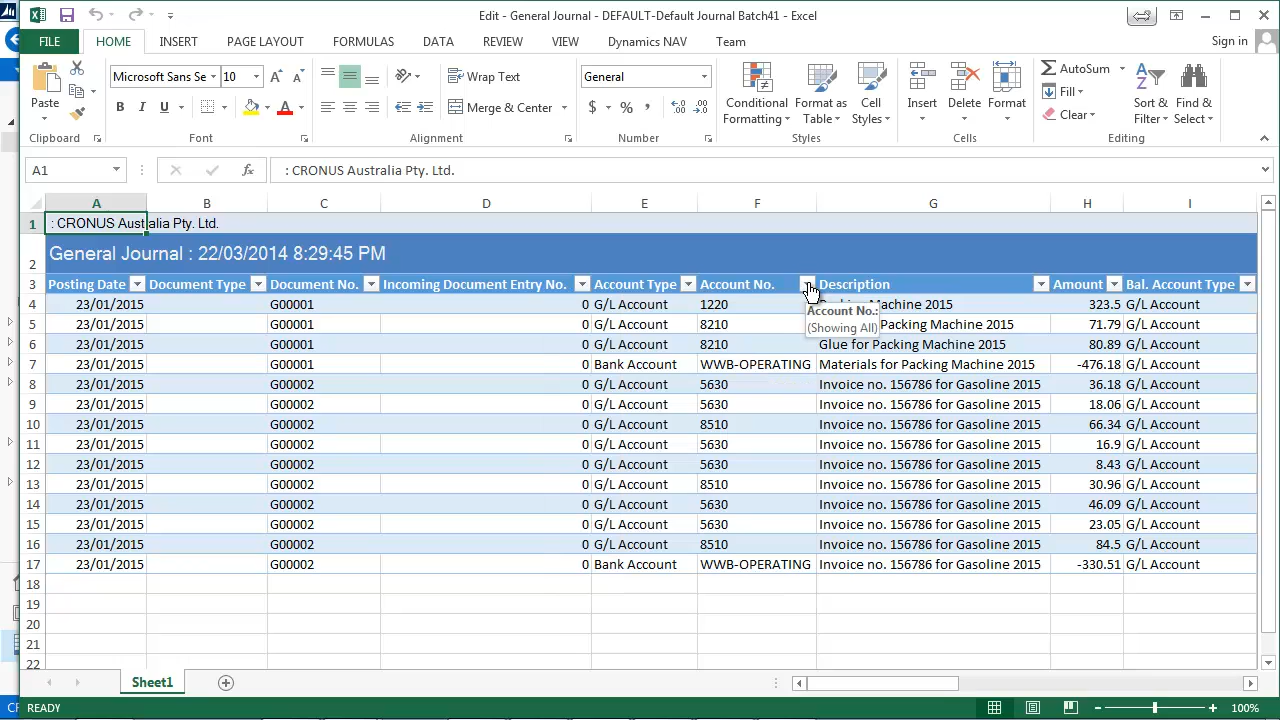 Edit - General Journal - DEFAULT-Default Journal Batch41 - Excel
FILE HOME INSERT PAGE LAYOUT FORMULAS DATA REVIEW VIEW Dynamics NAV Team Sign in
Microsoft Sans Se 10 Wrap Text General AutoSum
Fill
Paste Merge & Center Conditional Formatting Format as Table Cell Styles Insert Delete Format Clear Sort & Filter Find & Select
Clipboard Font Alignment Number Styles Cells Editing
A1 : CRONUS Australia Pty. Ltd.
A B C D E F G H I
1 : CRONUS Australia Pty. Ltd.
2 General Journal : 22/03/2014 8:29:45 PM
3 Posting Date Document Type Document No. Incoming Document Entry No. Account Type Account No. Description Amount Bal. Account Type
4 23/01/2015 G00001 0 G/L Account 1220 Machine 2015 323.5 G/L Account
Account No.:
(Showing All)
5 23/01/2015 G00001 0 G/L Account 8210 Packing Machine 2015 71.79 G/L Account
6 23/01/2015 G00001 0 G/L Account 8210 Glue for Packing Machine 2015 80.89 G/L Account
7 23/01/2015 G00001 0 Bank Account WWB-OPERATING Materials for Packing Machine 2015 -476.18 G/L Account
8 23/01/2015 G00002 0 G/L Account 5630 Invoice no. 156786 for Gasoline 2015 36.18 G/L Account
9 23/01/2015 G00002 0 G/L Account 5630 Invoice no. 156786 for Gasoline 2015 18.06 G/L Account
10 23/01/2015 G00002 0 G/L Account 8510 Invoice no. 156786 for Gasoline 2015 66.34 G/L Account
11 23/01/2015 G00002 0 G/L Account 5630 Invoice no. 156786 for Gasoline 2015 16.9 G/L Account
12 23/01/2015 G00002 0 G/L Account 5630 Invoice no. 156786 for Gasoline 2015 8.43 G/L Account
13 23/01/2015 G00002 0 G/L Account 8510 Invoice no. 156786 for Gasoline 2015 30.96 G/L Account
14 23/01/2015 G00002 0 G/L Account 5630 Invoice no. 156786 for Gasoline 2015 46.09 G/L Account
15 23/01/2015 G00002 0 G/L Account 5630 Invoice no. 156786 for Gasoline 2015 23.05 G/L Account
16 23/01/2015 G00002 0 G/L Account 8510 Invoice no. 156786 for Gasoline 2015 84.5 G/L Account
17 23/01/2015 G00002 0 Bank Account WWB-OPERATING Invoice no. 156786 for Gasoline 2015 -330.51 G/L Account
18
19
20
21
22
Sheet1
READY 100%